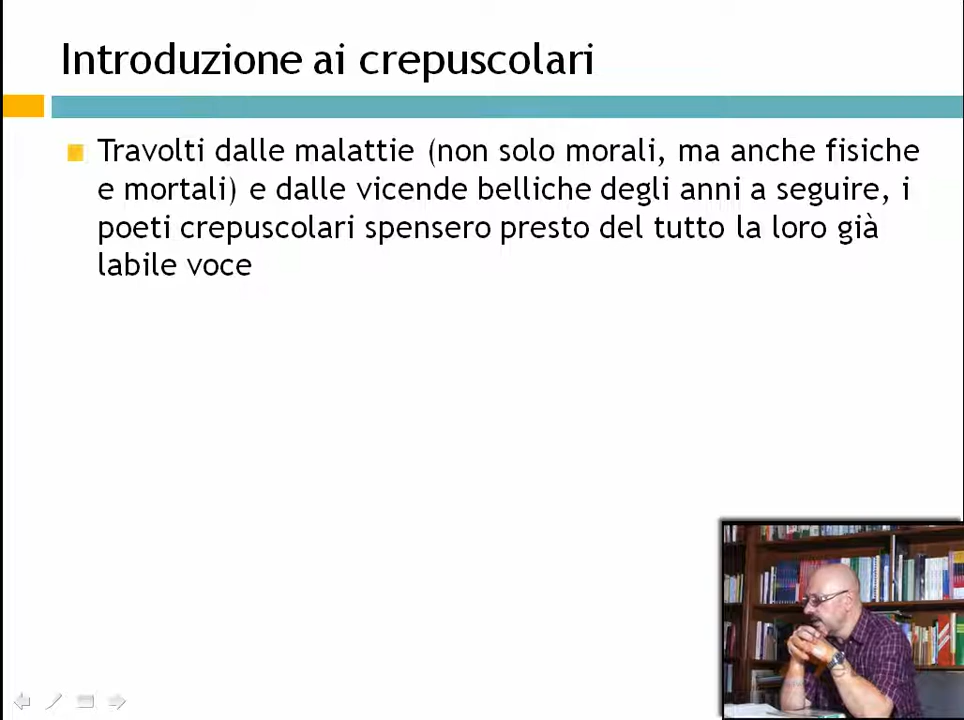 Introduzione ai crepuscolari
Travolti dalle malattie (non solo morali, ma anche fisiche
e mortali) e dalle vicende belliche degli anni a seguire, i
poeti crepuscolari spensero presto del tutto la loro già
labile voce